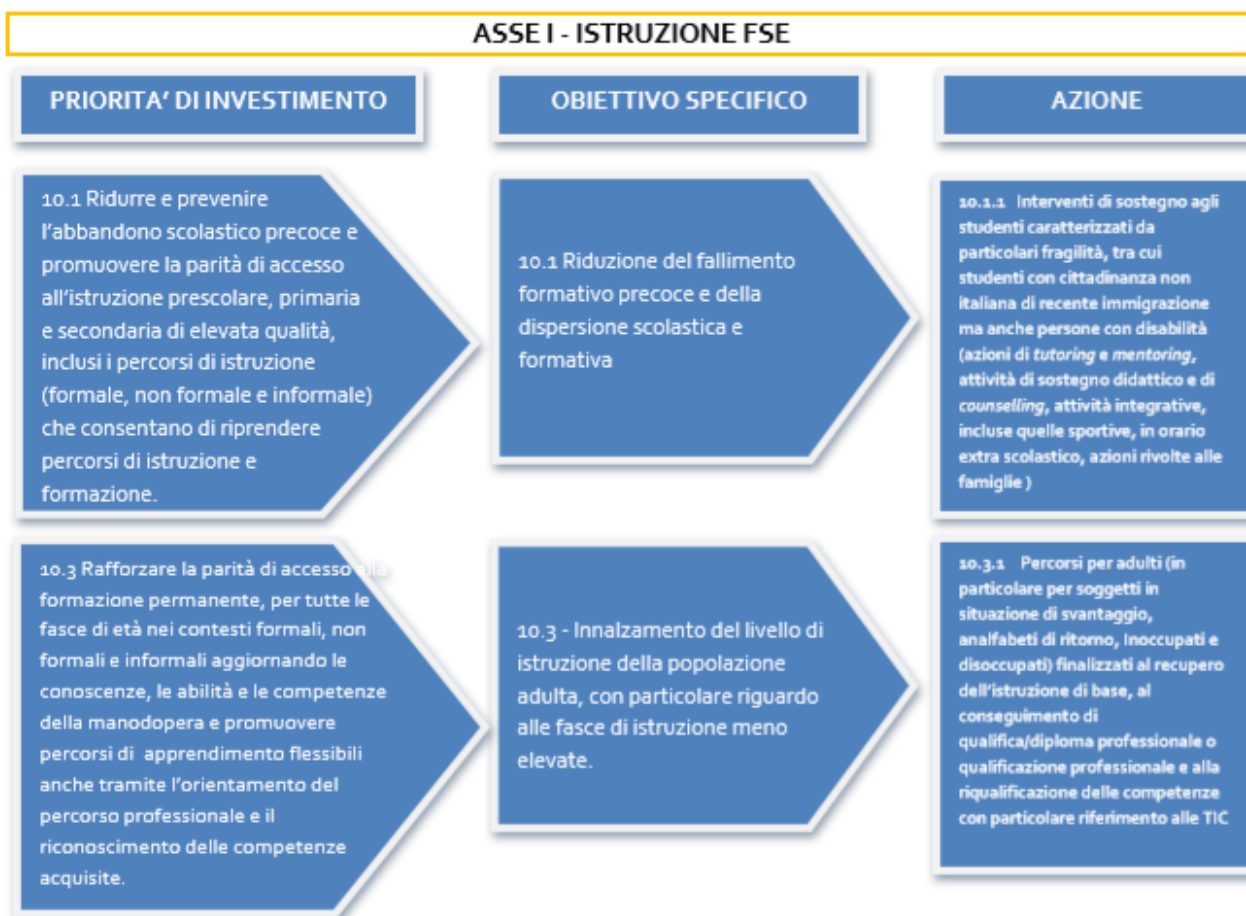 ASSE I - ISTRUZIONE FSE
PRIORITA’ DI INVESTIMENTO
OBIETTIVO SPECIFICO
AZIONE
10.1 Ridurre e prevenire
l’abbandono scolastico precoce e
promuovere la parità di accesso
all’istruzione prescolare, primaria
e secondaria di elevata qualità,
inclusi i percorsi di istruzione
(formale, non formale e informale)
che consentano di riprendere
percorsi di istruzione e
formazione.
10.1 Riduzione del fallimento
formativo precoce e della
dispersione scolastica e
formativa
10.1.1 Interventi di sostegno agli
studenti caratterizzati da
particolari fragilità, tra cui
studenti con cittadinanza non
italiana di recente immigrazione
ma anche persone con disabilità
(azioni di tutoring e mentoring,
attività di sostegno didattico e di
counselling, attività integrative,
incluse quelle sportive, in orario
extra scolastico, azioni rivolte alle
famiglie )
10.3 Rafforzare la parità di accesso alla
formazione permanente, per tutte le
fasce di età nei contesti formali, non
formali e informali aggiornando le
conoscenze, le abilità e le competenze
della manodopera e promuovere
percorsi di apprendimento flessibili
anche tramite l’orientamento del
percorso professionale e il
riconoscimento delle competenze
acquisite.
10.3 - Innalzamento del livello di
istruzione della popolazione
adulta, con particolare riguardo
alle fasce di istruzione meno
elevate.
10.3.1 Percorsi per adulti (in
particolare per soggetti in
situazione di svantaggio,
analfabeti di ritorno, Inoccupati e
disoccupati) finalizzati al recupero
dell’istruzione di base, al
conseguimento di
qualifica/diploma professionale o
qualificazione professionale e alla
riqualificazione delle competenze
con particolare riferimento alle TIC